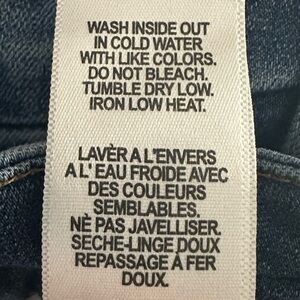 WASH INSIDE OUT
IN COLD WATER
WITH LIKE COLORS.
DO NOT BLEACH.
TUMBLE DRY LOW.
IRON LOW HEAT.
LAVÈR A L'ENVERS
A L' EAU FROIDE AVEC
DES COULEURS
SEMBLABLES.
NÈ PAS JAVELLISER.
SECHE-LINGE DOUX
REPASSAGE À FER
DOUX.